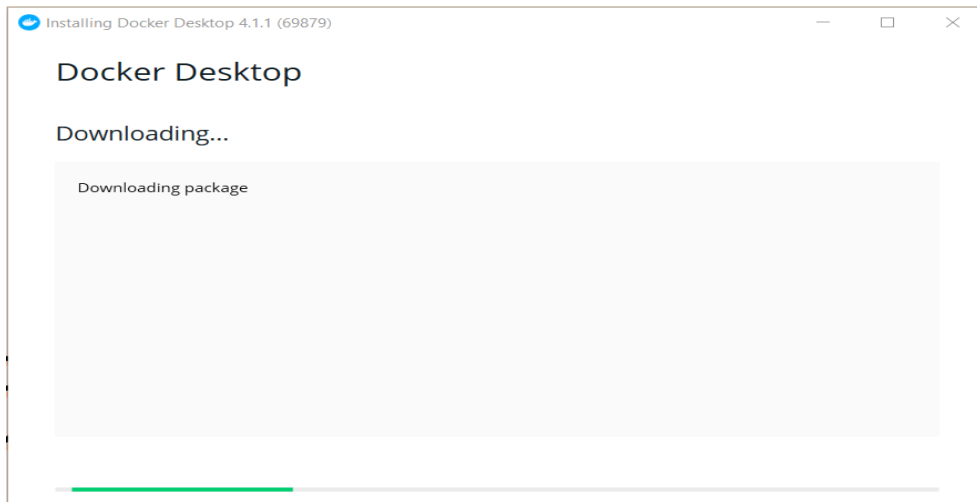 Installing Docker Desktop 4.1.1 (69879)
Docker Desktop
Downloading...
Downloading package